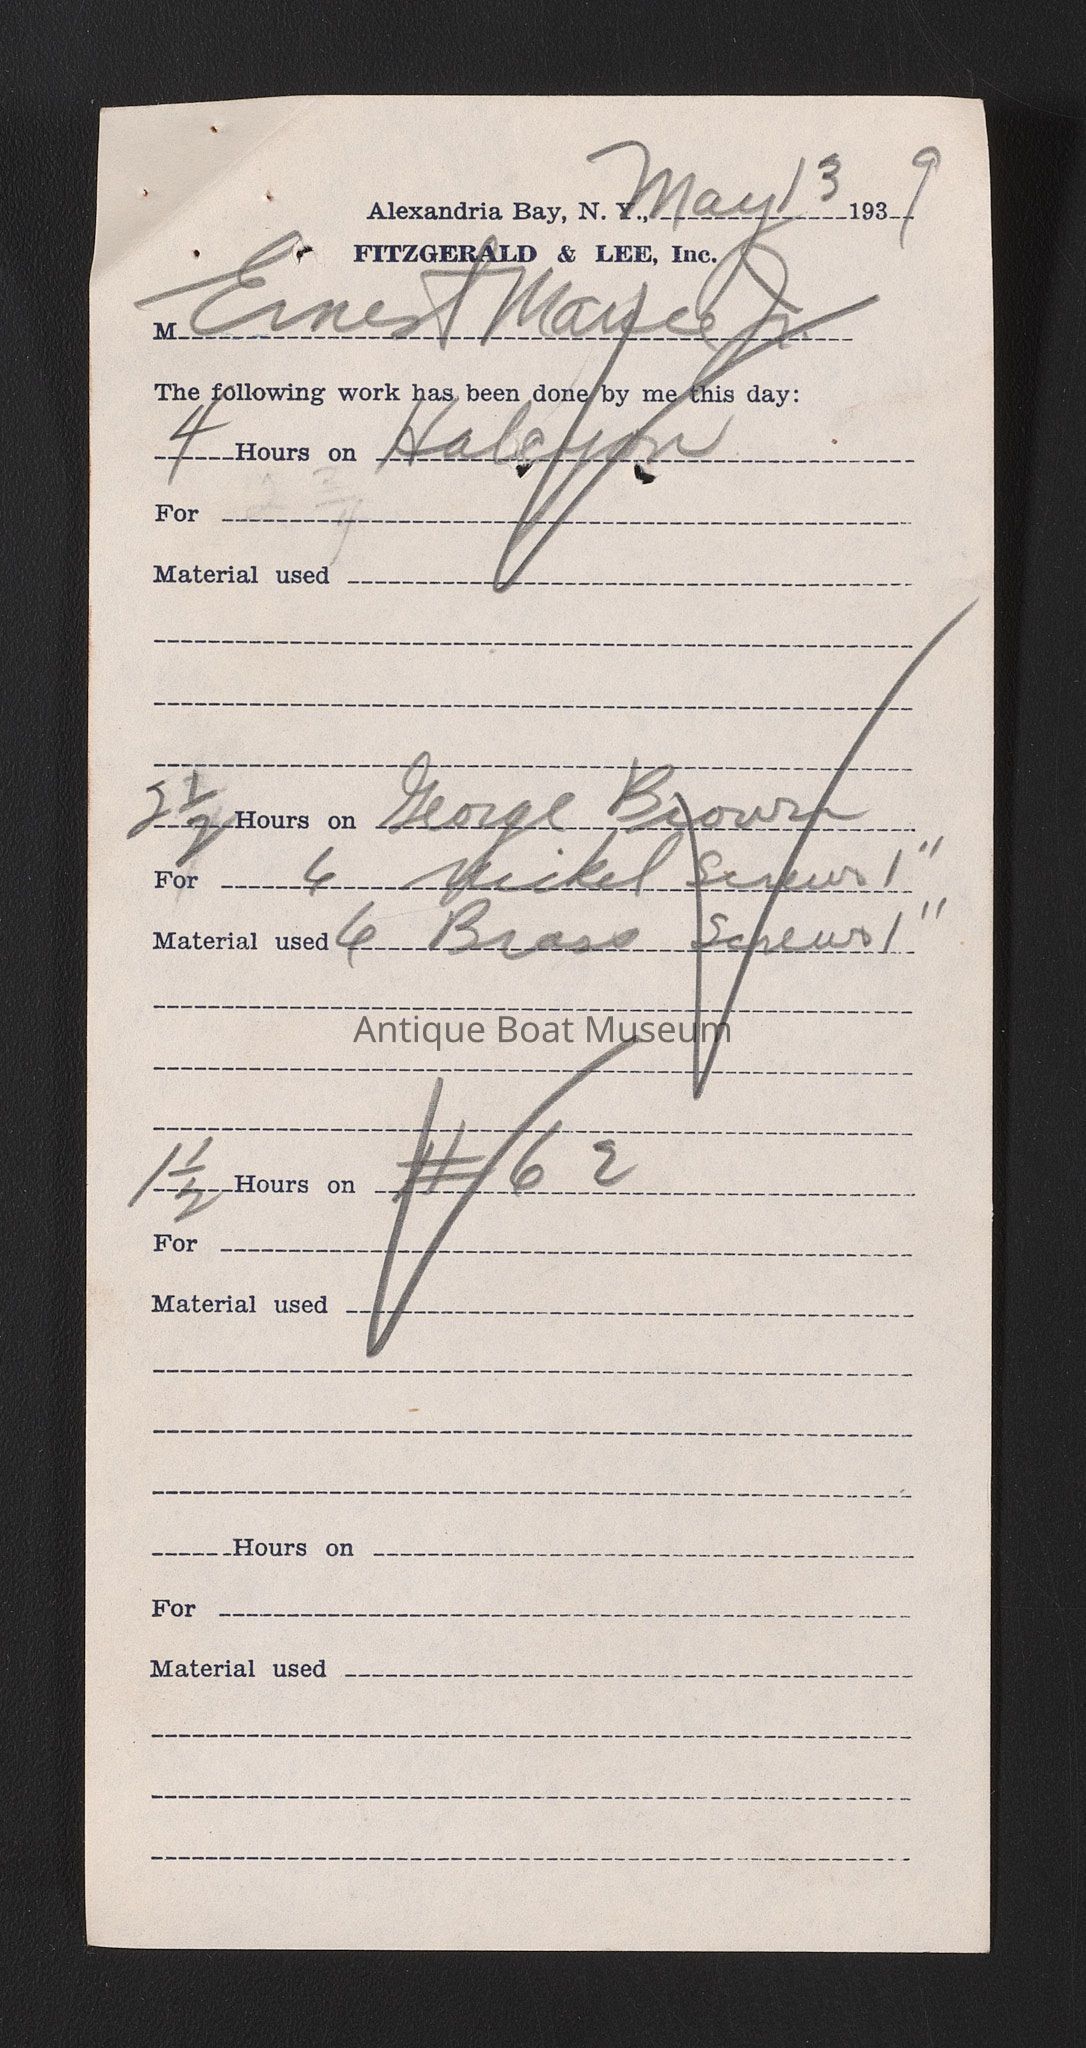 Alexandria Bay, N. Y., May 13 1939
FITZGERALD & LEE, Inc.
M Ernest Jr.
The following work has been done by me this day:
4 Hours on Halcyon
For
Material used
2 1/2 Hours on George Brown
For 6 Nickel Screws 1"
Material used 6 Brass Screws 1"
Antique Boat Museum
1 1/2 Hours on # 62
For
Material used
Hours on
For
Material used